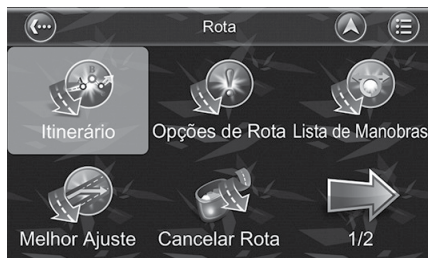 Rota
Itinerário
Opções de Rota
Lista de Manobras
Melhor Ajuste
Cancelar Rota
1/2